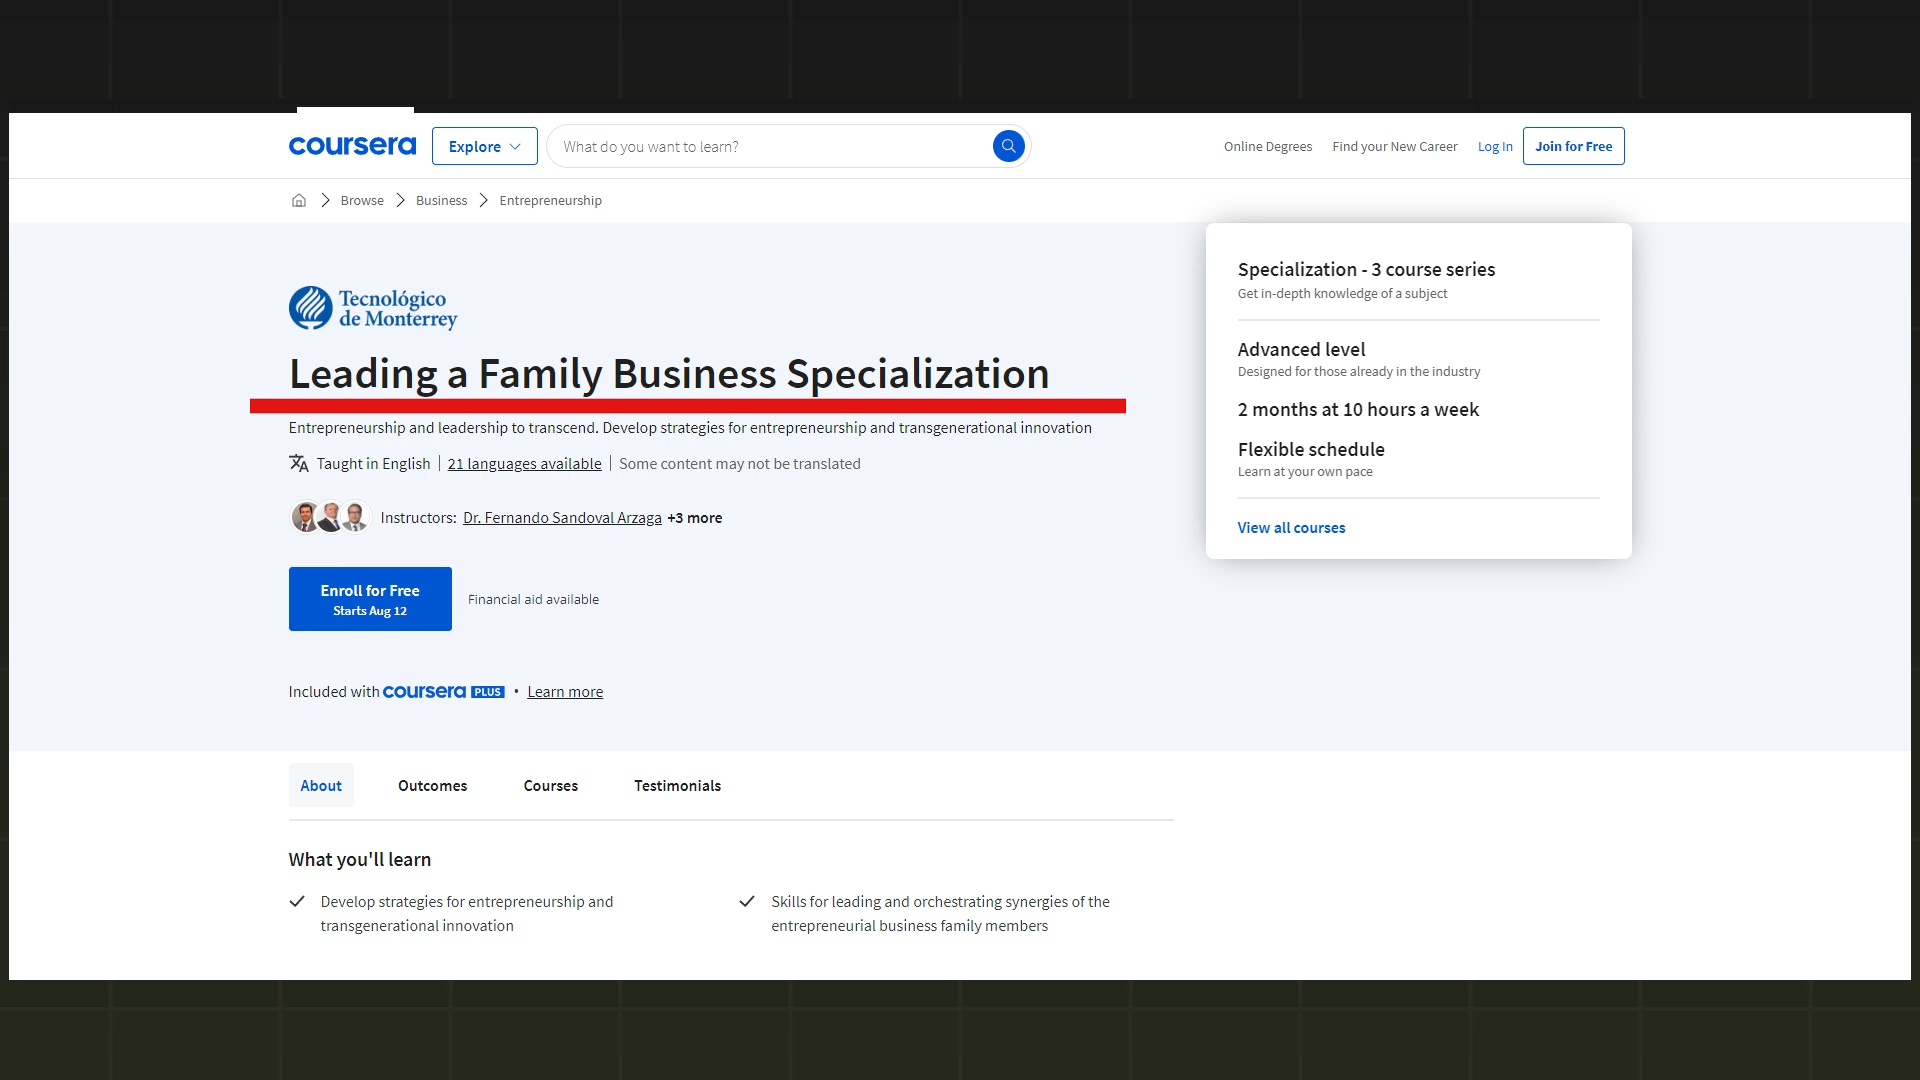 coursera
Explore
What do you want to learn?
Online Degrees
Find your New Career
Log In
Join for Free
Browse
Business
Entrepreneurship
Tecnológico
de Monterrey
Leading a Family Business Specialization
Entrepreneurship and leadership to transcend. Develop strategies for entrepreneurship and transgenerational innovation
Taught in English | 21 languages available | Some content may not be translated
Instructors: Dr. Fernando Sandoval Arzaga +3 more
Enroll for Free
Starts Aug 12
Financial aid available
Included with coursera PLUS • Learn more
Specialization - 3 course series
Get in-depth knowledge of a subject
Advanced level
Designed for those already in the industry
2 months at 10 hours a week
Flexible schedule
Learn at your own pace
View all courses
About
Outcomes
Courses
Testimonials
What you'll learn
Develop strategies for entrepreneurship and
transgenerational innovation
Skills for leading and orchestrating synergies of the
entrepreneurial business family members